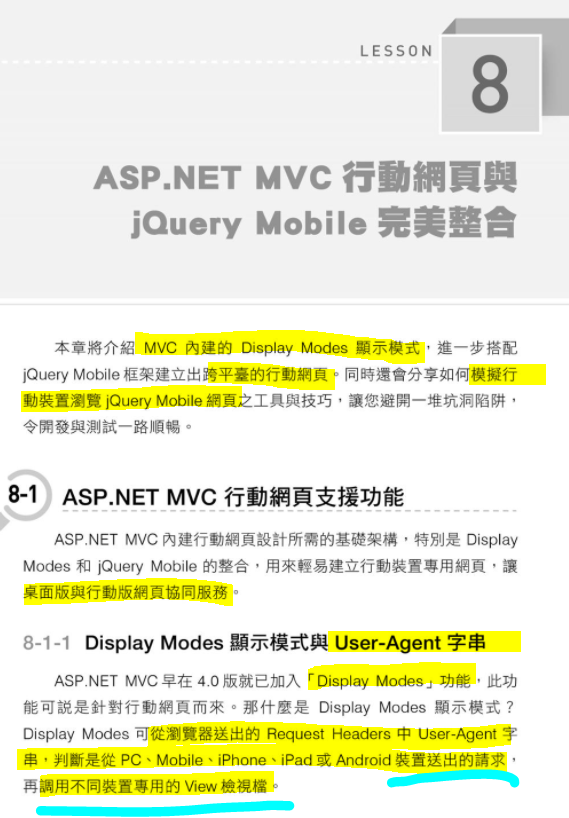 LESSON
8
ASP.NET MVC 行動網頁與
jQuery Mobile 完美整合
本章將介紹 MVC 內建的 Display Modes 顯示模式，進一步搭配
jQuery Mobile 框架建立出跨平臺的行動網頁。同時還會分享如何模擬行
動裝置瀏覽 jQuery Mobile 網頁之工具與技巧，讓您避開一堆坑洞陷阱，
令開發與測試一路順暢。
8-1 ASP.NET MVC 行動網頁支援功能
ASP.NET MVC 內建行動網頁設計所需的基礎架構，特別是 Display
Modes 和 jQuery Mobile 的整合，用來輕易建立行動裝置專用網頁，讓
桌面版與行動版網頁協同服務。
8-1-1 Display Modes 顯示模式與 User-Agent 字串
ASP.NET MVC 早在 4.0 版就已加入「Display Modes」功能，此功
能可說是針對行動網頁而來。那什麼是 Display Modes 顯示模式？
Display Modes 可從瀏覽器送出的 Request Headers 中 User-Agent 字
串，判斷是從 PC、Mobile、iPhone、iPad 或 Android 裝置送出的請求，
再調用不同裝置專用的 View 檢視檔。